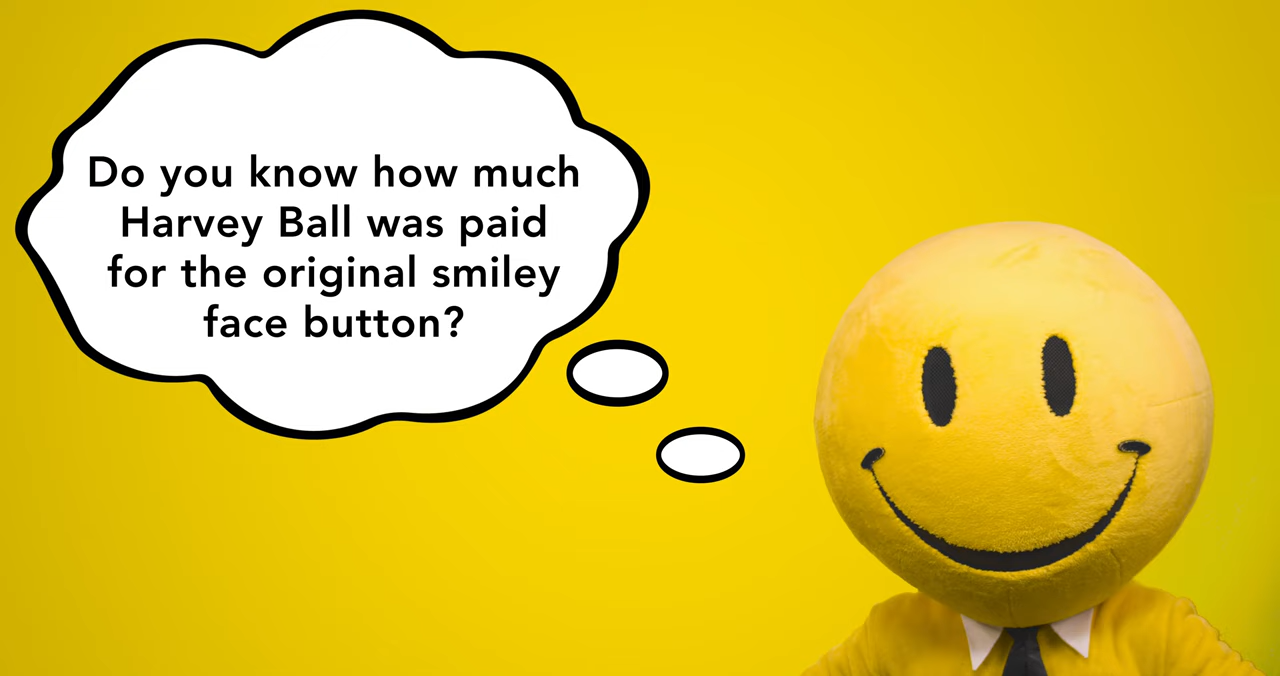 Do you know how much
Harvey Ball was paid
for the original smiley
face button?